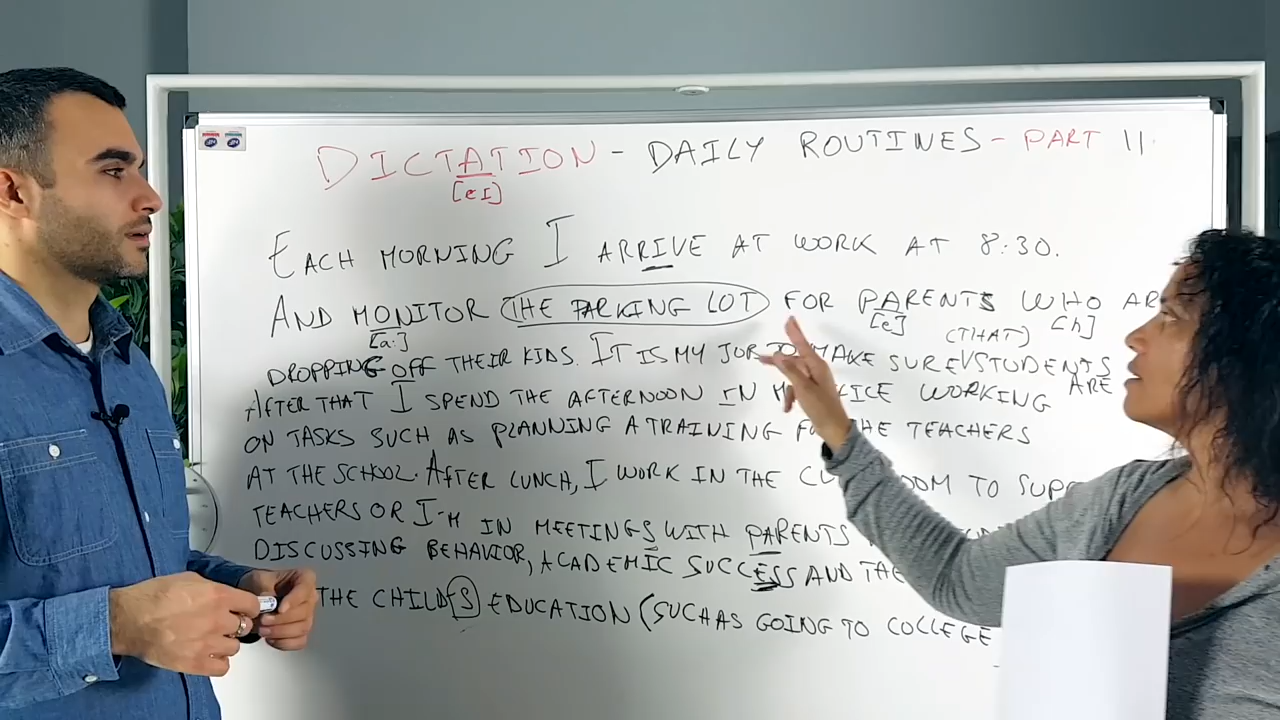 DICTATION - DAILY ROUTINES - PART II
[eI]
EACH MORNING I ARRIVE AT WORK AT 8:30.
AND MONITOR THE PARKING LOT FOR PARENTS WHO AR
[a:] [e] (THAT) [h]
DROPPING OFF THEIR KIDS. IT IS MY JOB TO MAKE SURE STUDENTS
ARE
AFTER THAT I SPEND THE AFTERNOON IN WORKING
ON TASKS SUCH AS PLANNING A TRAINING THE TEACHERS
AT THE SCHOOL. AFTER LUNCH, I WORK IN THE TO
TEACHERS OR I'M IN MEETINGS WITH PARENTS
DISCUSSING BEHAVIOR, ACADEMIC SUCCESS AND
THE CHILD(S) EDUCATION (SUCH AS GOING TO COLLEGE